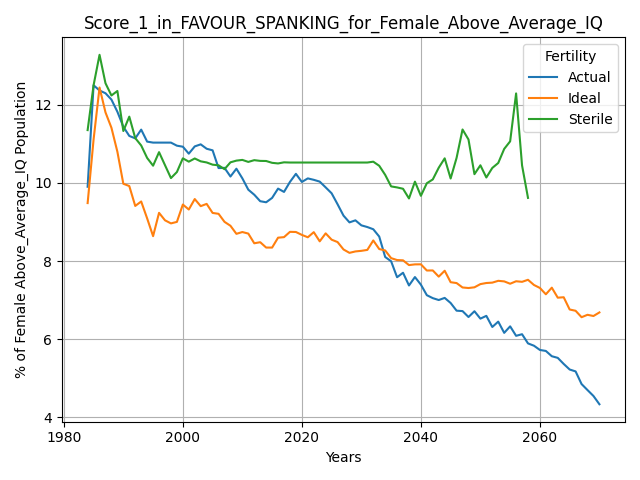 Score_1_in_FAVOUR_SPANKING_for_Female_Above_Average_IQ
% of Female Above_Average_IQ Population
12
10
8
6
4
1980
2000
2020
2040
2060
Years
Fertility
Actual
Ideal
Sterile